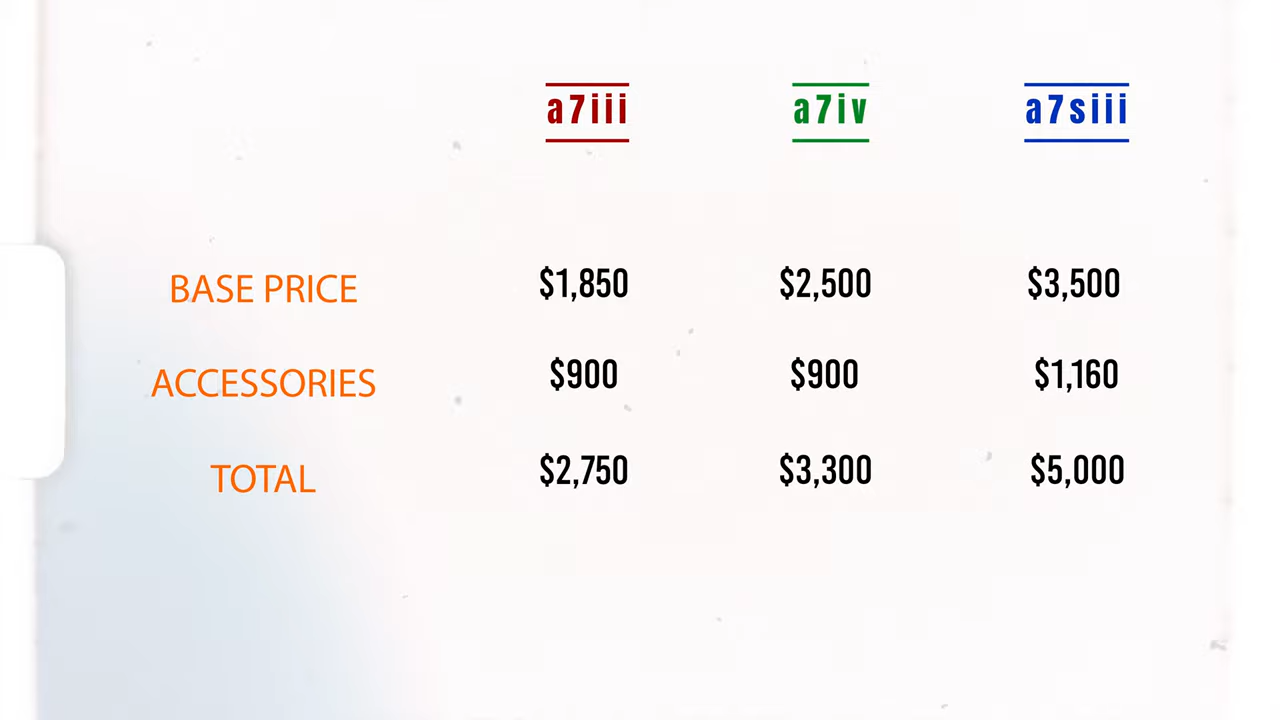 a7iii a7iv a7siii
BASE PRICE $1,850 $2,500 $3,500
ACCESSORIES $900 $900 $1,160
TOTAL $2,750 $3,300 $5,000